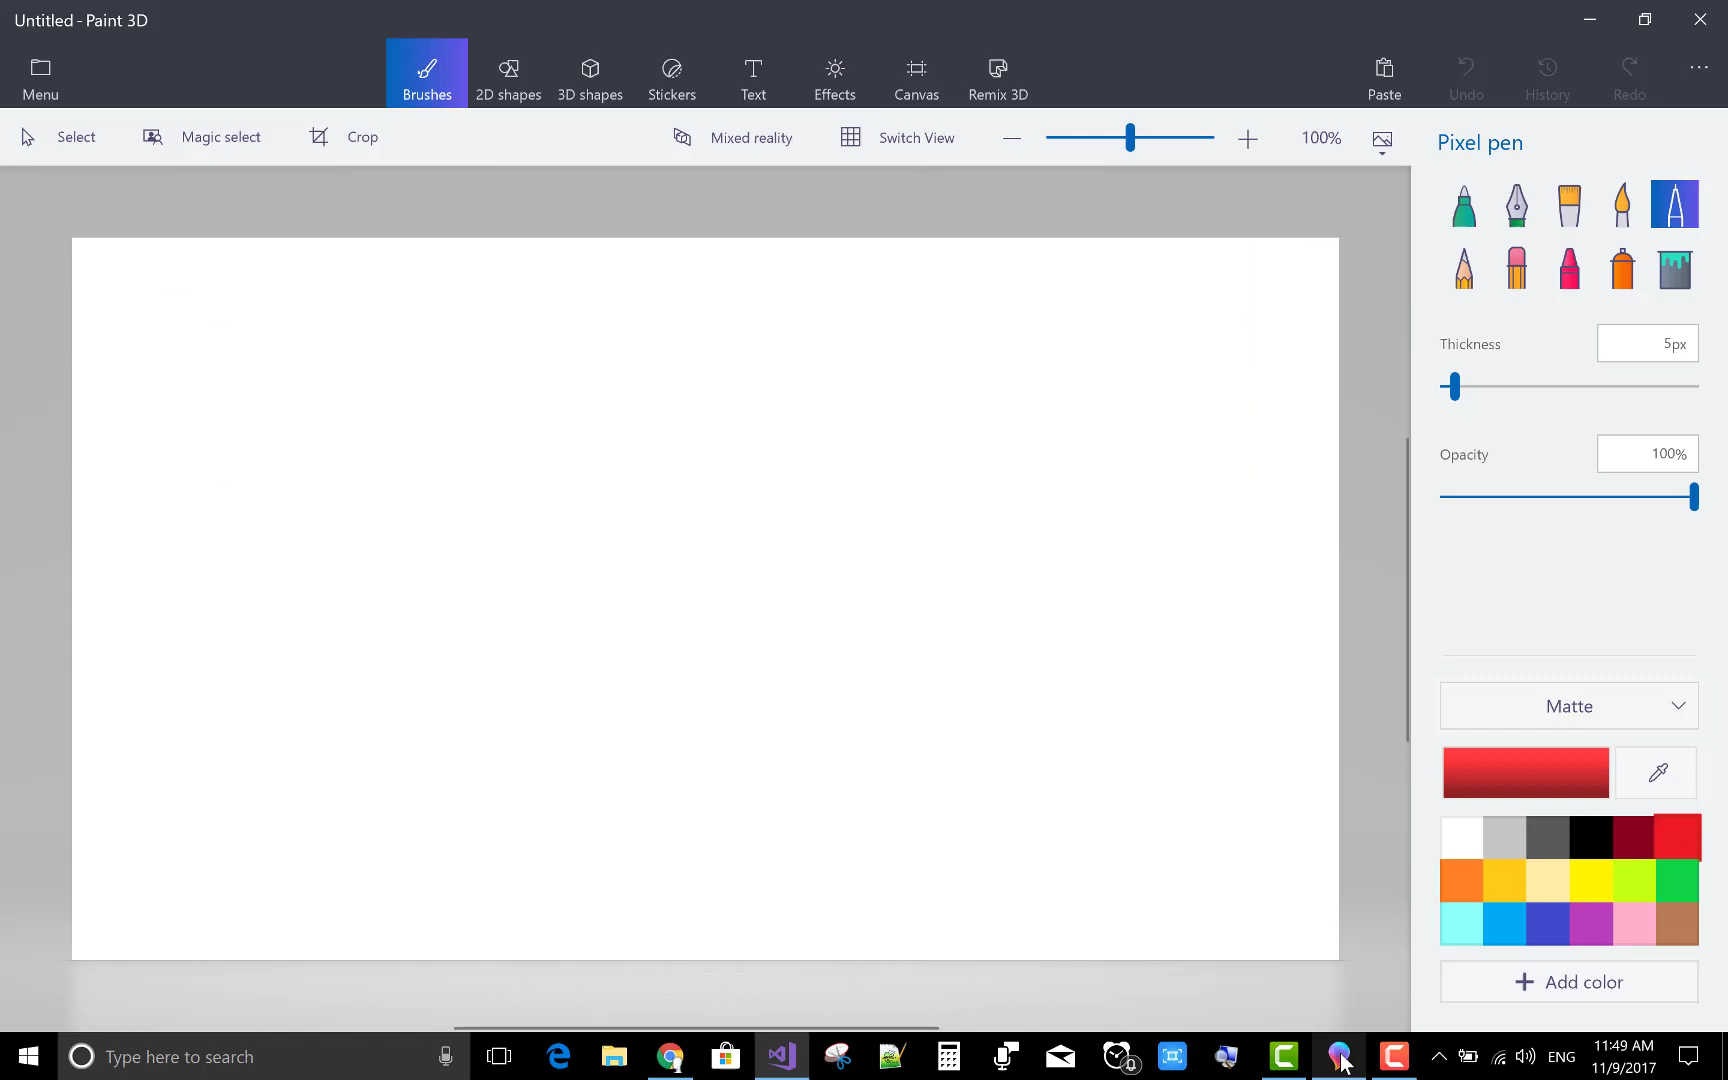 Untitled - Paint 3D
Menu
Brushes
2D shapes
3D shapes
Stickers
Text
Effects
Canvas
Remix 3D
Paste
Undo
History
Redo
Select
Magic select
Crop
Mixed reality
Switch View
100%
Pixel pen
Thickness
5px
Opacity
100%
Matte
Add color
Type here to search
ENG
11:49 AM
11/9/2017